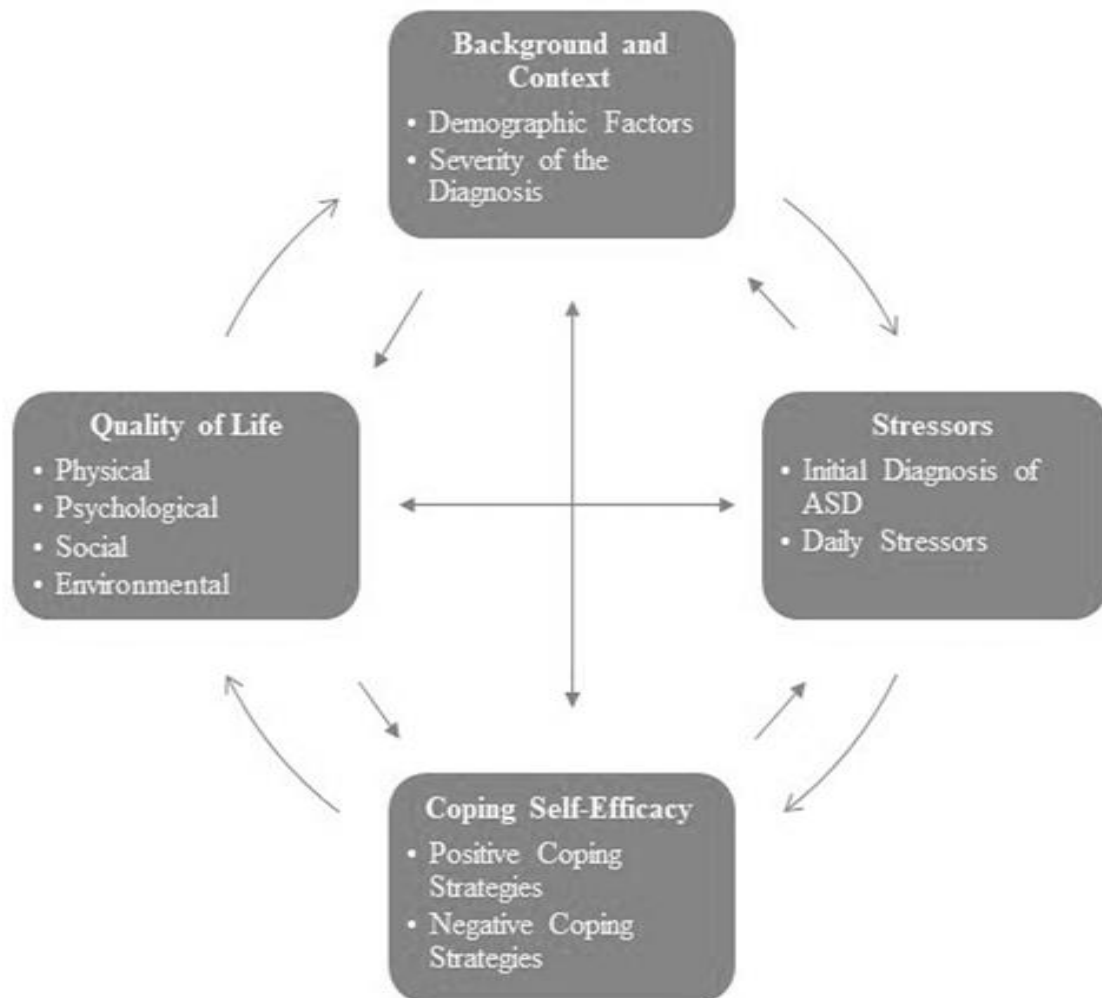 Background and
Context
• Demographic Factors
• Severity of the
Diagnosis
Quality of Life
• Physical
• Psychological
• Social
• Environmental
Stressors
• Initial Diagnosis of
ASD
• Daily Stressors
Coping Self-Efficacy
• Positive Coping
Strategies
• Negative Coping
Strategies